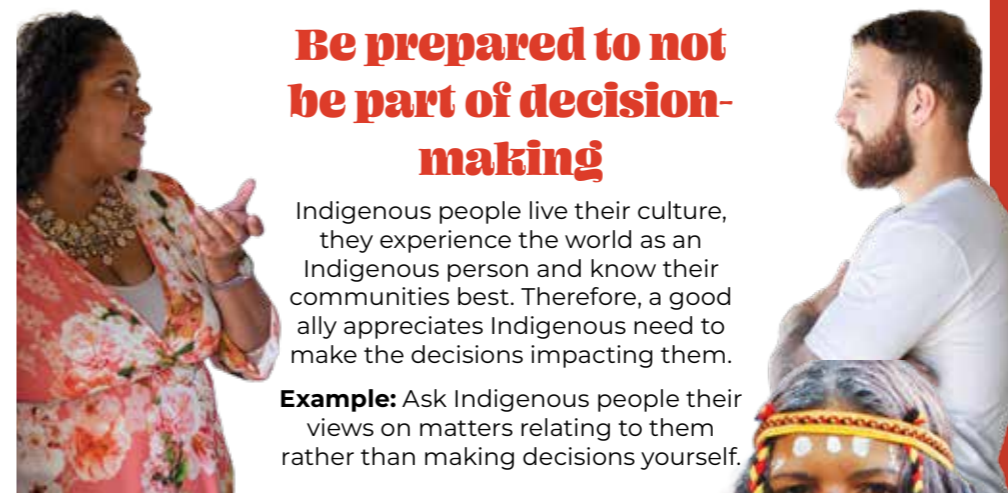 Be prepared to not
be part of decision-
making
Indigenous people live their culture,
they experience the world as an
Indigenous person and know their
communities best. Therefore, a good
ally appreciates Indigenous need to
make the decisions impacting them.
Example: Ask Indigenous people their
views on matters relating to them
rather than making decisions yourself.